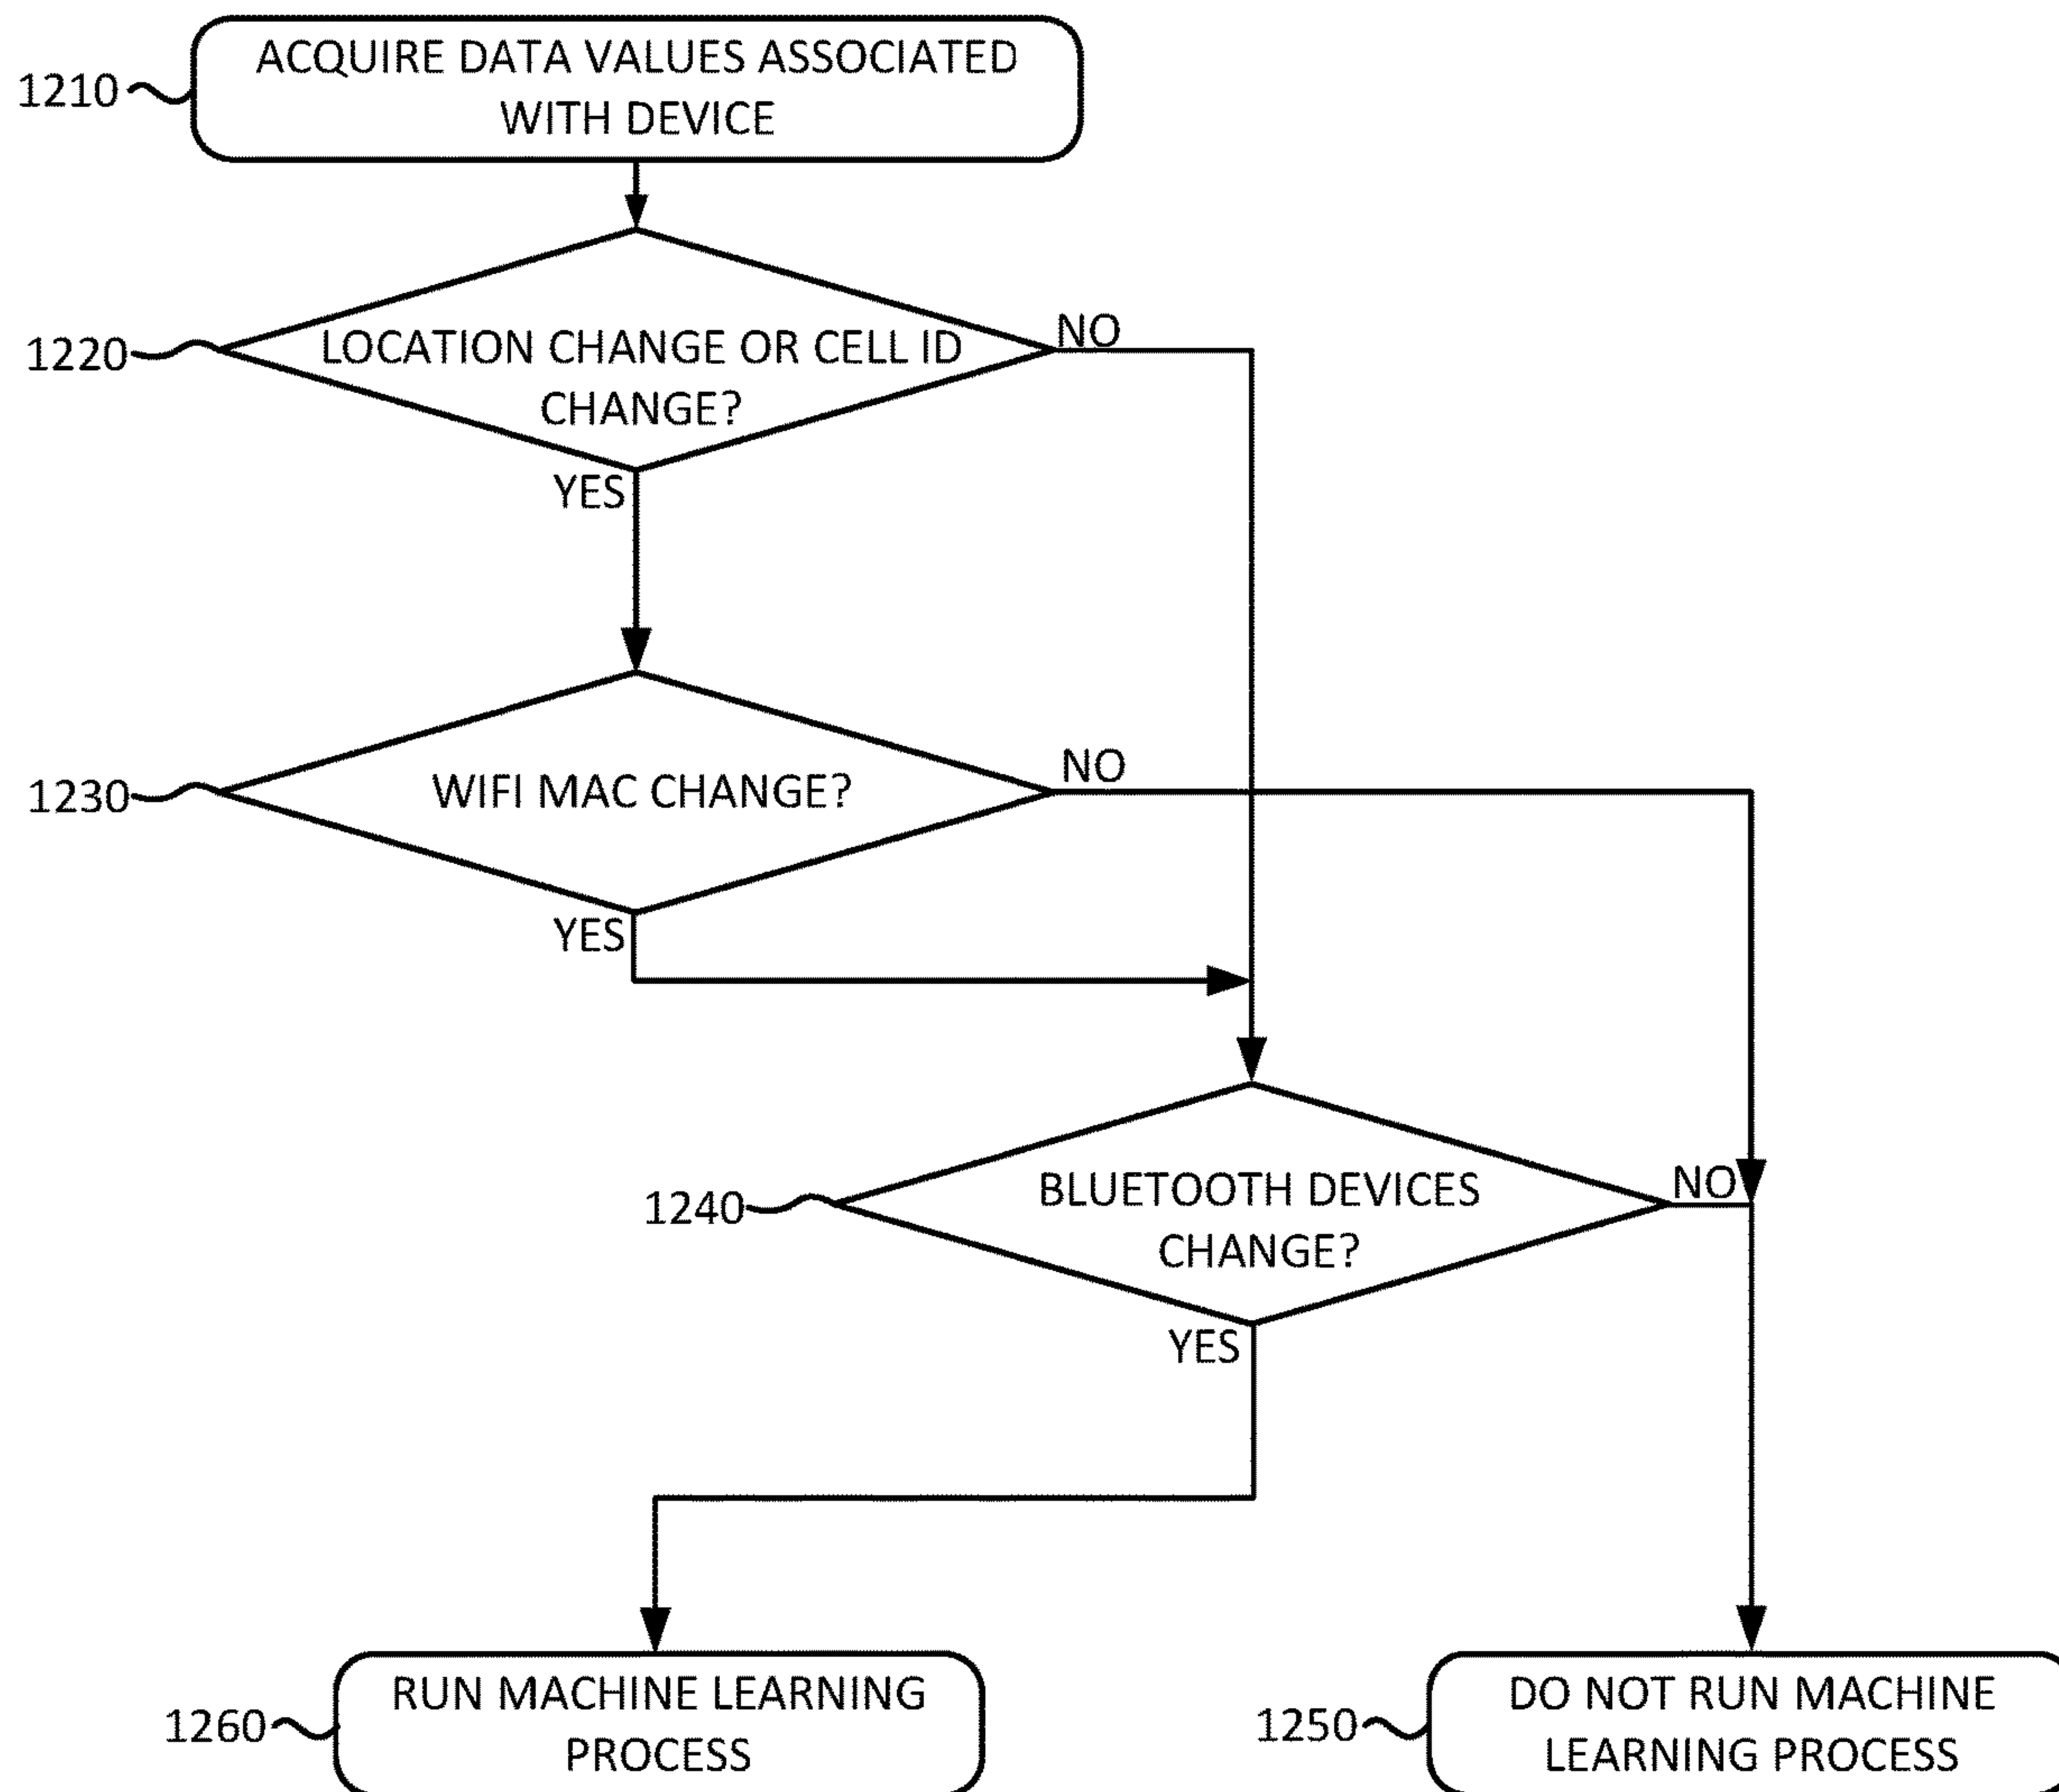 ACQUIRE DATA VALUES ASSOCIATED
WITH DEVICE
1210
LOCATION CHANGE OR CELL ID
CHANGE?
1220
NO
YES
WIFI MAC CHANGE?
1230
NO
YES
BLUETOOTH DEVICES
CHANGE?
1240
NO
YES
RUN MACHINE LEARNING
PROCESS
1260
DO NOT RUN MACHINE
LEARNING PROCESS
1250